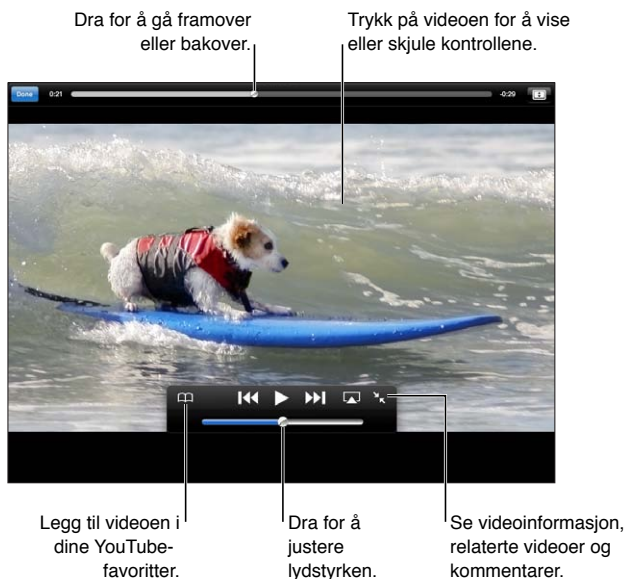 Dra for å gå framover
eller bakover.
Trykk på videoen for å vise
eller skjule kontrollene.
Done
0:21
-0:29
Legg til videoen i
dine YouTube-
favoritter.
Dra for å
justere
lydstyrken.
Se videoinformasjon,
relaterte videoer og
kommentarer.